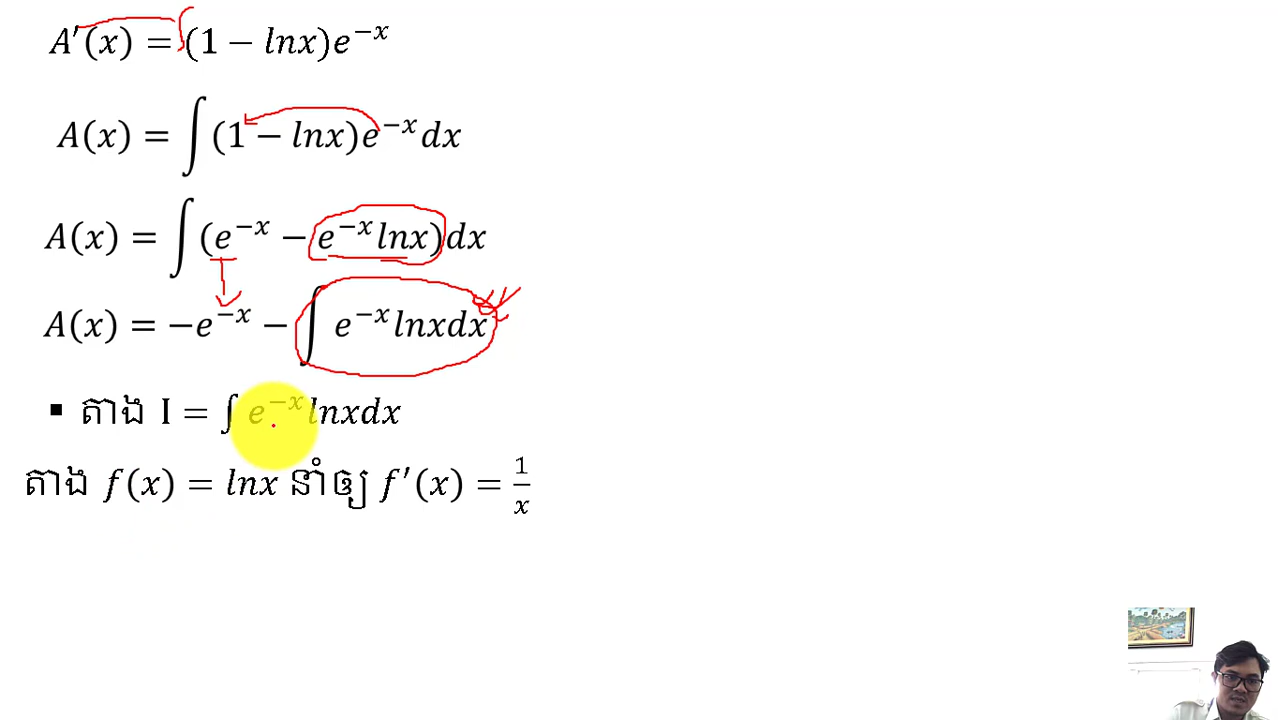 A′(x) = (1 − lnx)e⁻ˣ
A(x) = ∫ (1 − lnx)e⁻ˣ dx
A(x) = ∫ (e⁻ˣ − e⁻ˣ lnx)dx
A(x) = −e⁻ˣ − ∫ e⁻ˣ lnxdx
▪ តាង I = ∫ e⁻ˣ lnxdx
តាង f(x) = lnx នាំឲ្យ f′(x) = 1/x